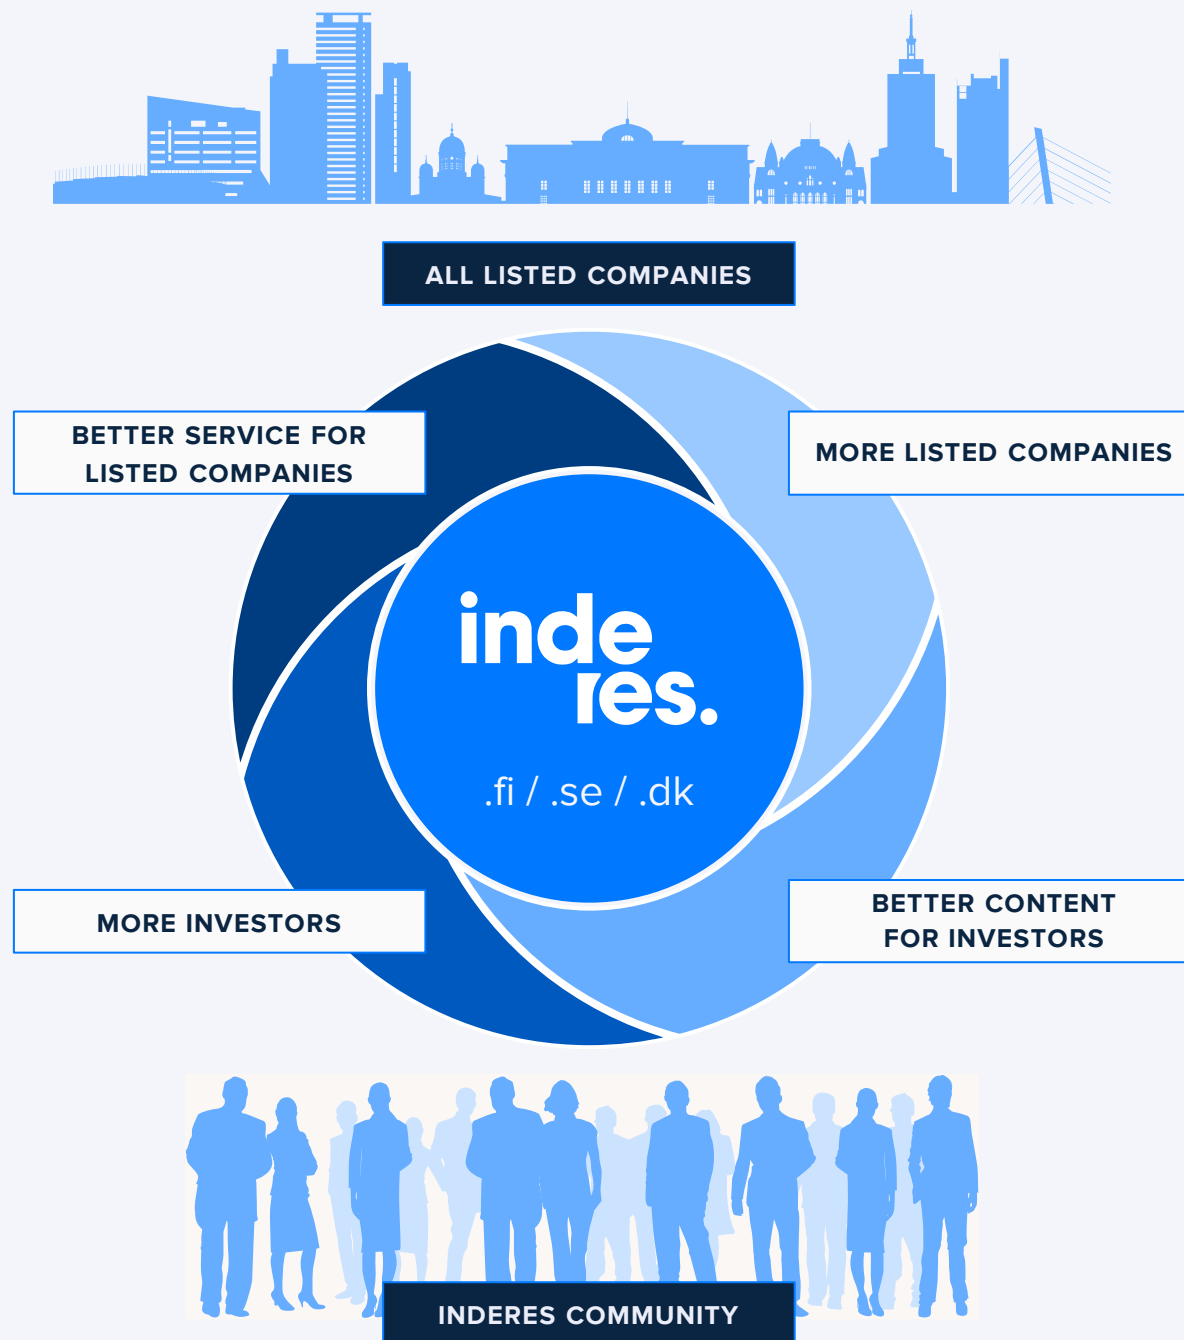 ALL LISTED COMPANIES
BETTER SERVICE FOR
LISTED COMPANIES
MORE LISTED COMPANIES
inde
res.
.fi / .se / .dk
MORE INVESTORS
BETTER CONTENT
FOR INVESTORS
INDERES COMMUNITY